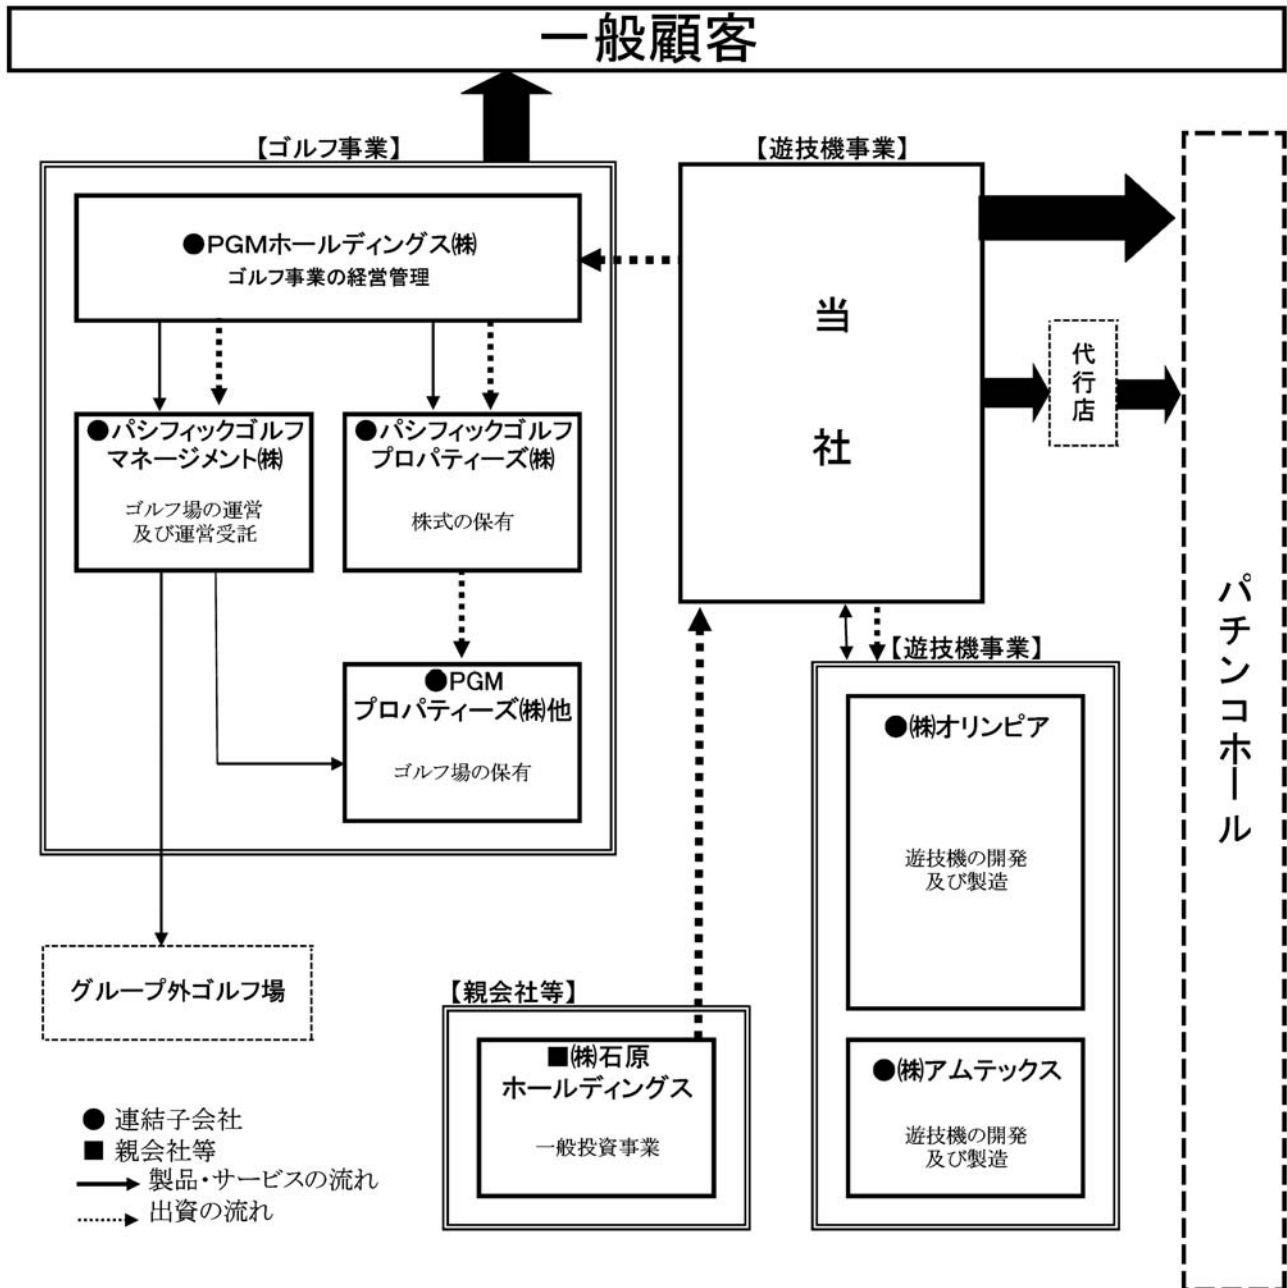 一般顧客
【ゴルフ事業】
●PGMホールディングス㈱
ゴルフ事業の経営管理
●パシフィックゴルフ
マネージメント㈱
ゴルフ場の運営
及び運営受託
●パシフィックゴルフ
プロパティーズ㈱
株式の保有
●PGM
プロパティーズ㈱他
ゴルフ場の保有
グループ外ゴルフ場
【遊技機事業】
当社
代行店
パチンコホール
【遊技機事業】
●㈱オリンピア
遊技機の開発
及び製造
●㈱アムテックス
遊技機の開発
及び製造
【親会社等】
■㈱石原
ホールディングス
一般投資事業
● 連結子会社
■ 親会社等
製品・サービスの流れ
出資の流れ